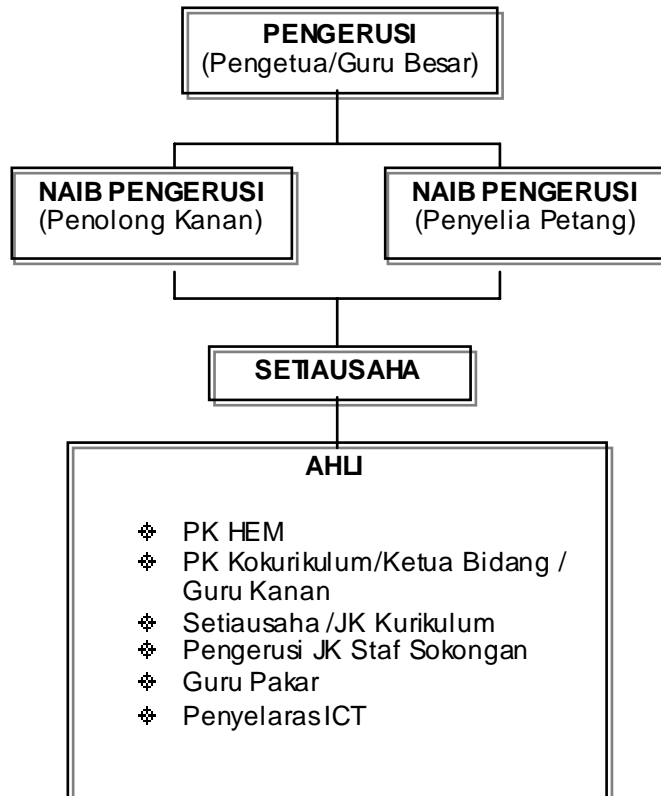 PENGERUSI
(Pengetua/Guru Besar)
NAIB PENGERUSI
(Penolong Kanan)
NAIB PENGERUSI
(Penyelia Petang)
SETIAUSAHA
AHLI
PK HEM
PK Kokurikulum/Ketua Bidang /
Guru Kanan
Setiausaha /JK Kurikulum
Pengerusi JK Staf Sokongan
Guru Pakar
Penyelaras ICT